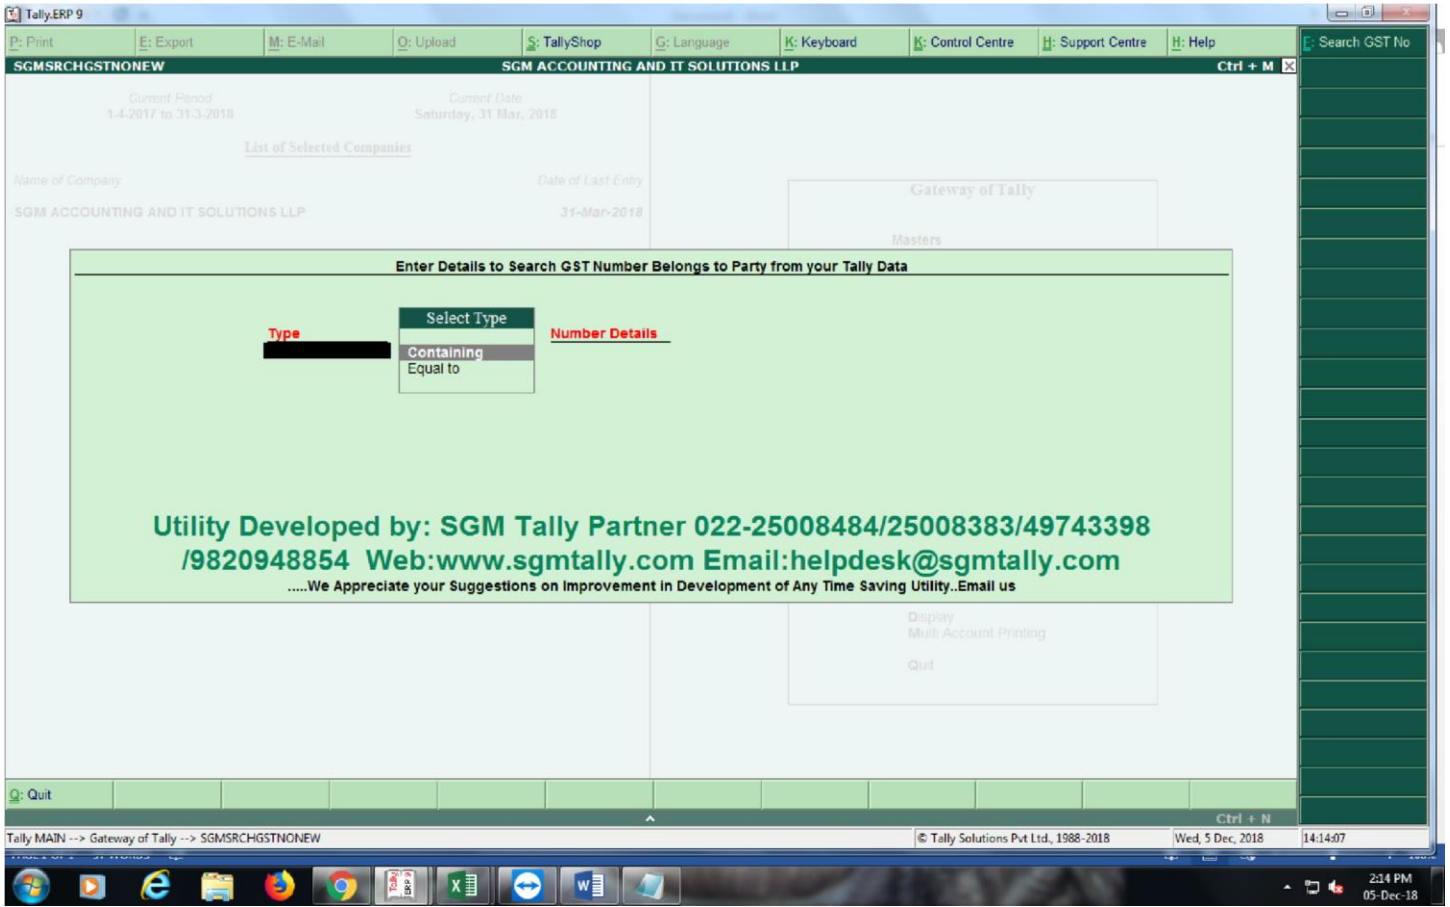 Tally.ERP 9
P: Print E: Export M: E-Mail O: Upload S: TallyShop G: Language K: Keyboard K: Control Centre H: Support Centre H: Help F: Search GST No
SGMSRCHGSTNONEW SGM ACCOUNTING AND IT SOLUTIONS LLP Ctrl + M
Current Period Current Date
1-4-2017 to 31-3-2018 Saturday, 31 Mar, 2018
List of Selected Companies
Name of Company Date of Last Entry
Gateway of Tally
SGM ACCOUNTING AND IT SOLUTIONS LLP 31-Mar-2018
Masters
Enter Details to Search GST Number Belongs to Party from your Tally Data
Select Type
Type Number Details
Containing
Equal to
Utility Developed by: SGM Tally Partner 022-25008484/25008383/49743398
/9820948854 Web:www.sgmtally.com Email:helpdesk@sgmtally.com
.....We Appreciate your Suggestions on Improvement in Development of Any Time Saving Utility..Email us
Display
Multi Account Printing
Quit
Q: Quit
Ctrl + N
Tally MAIN --> Gateway of Tally --> SGMSRCHGSTNONEW © Tally Solutions Pvt Ltd., 1988-2018 Wed, 5 Dec, 2018 14:14:07
2:14 PM
05-Dec-18